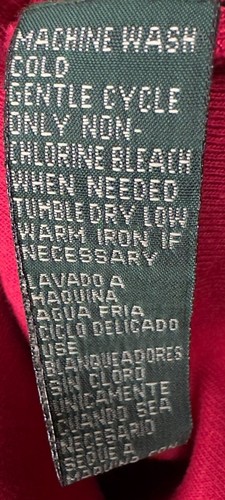 MACHINE WASH
COLD
GENTLE CYCLE
ONLY NON-
CHLORINE BLEACH
WHEN NEEDED
TUMBLE DRY LOW
WARM IRON IF
NECESSARY
LAVADO A
MAQUINA
AGUA FRIA
CICLO DELICADO
USE
BLANQUEADORES
SIN CLORO
UNICAMENTE
CUANDO SEA
NECESARIO
SEQUE A